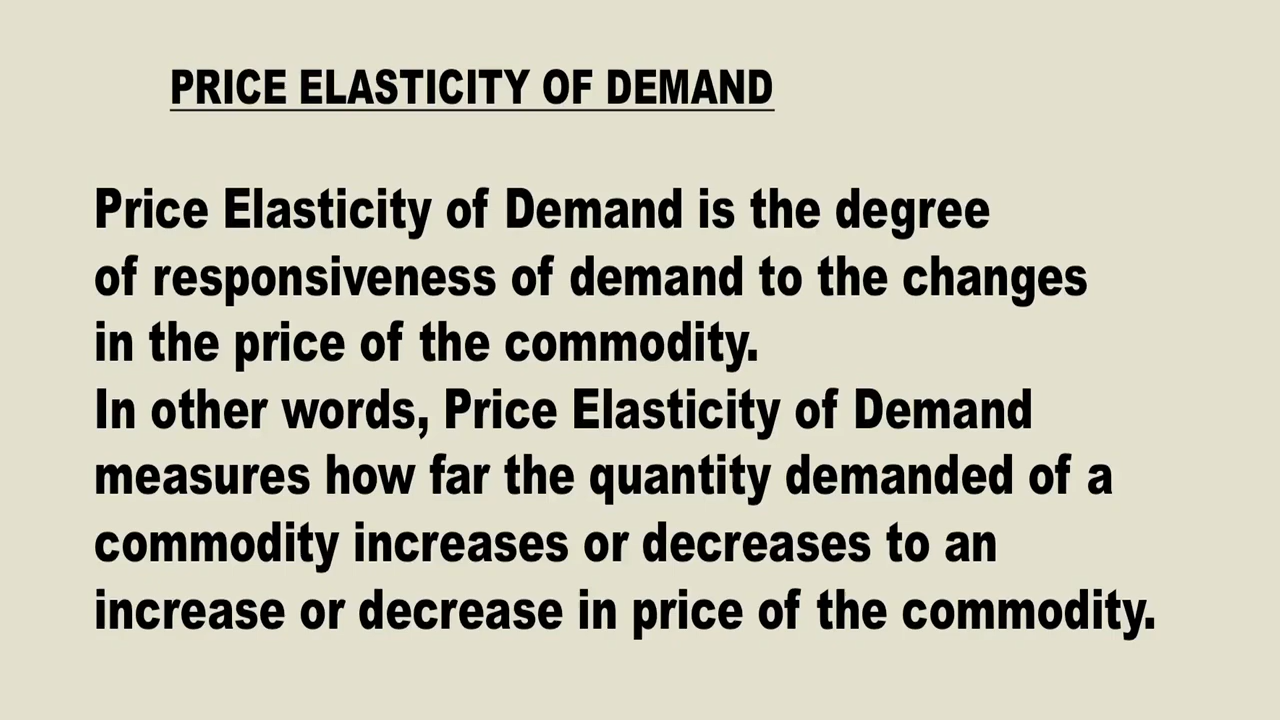 PRICE ELASTICITY OF DEMAND
Price Elasticity of Demand is the degree
of responsiveness of demand to the changes
in the price of the commodity.
In other words, Price Elasticity of Demand
measures how far the quantity demanded of a
commodity increases or decreases to an
increase or decrease in price of the commodity.